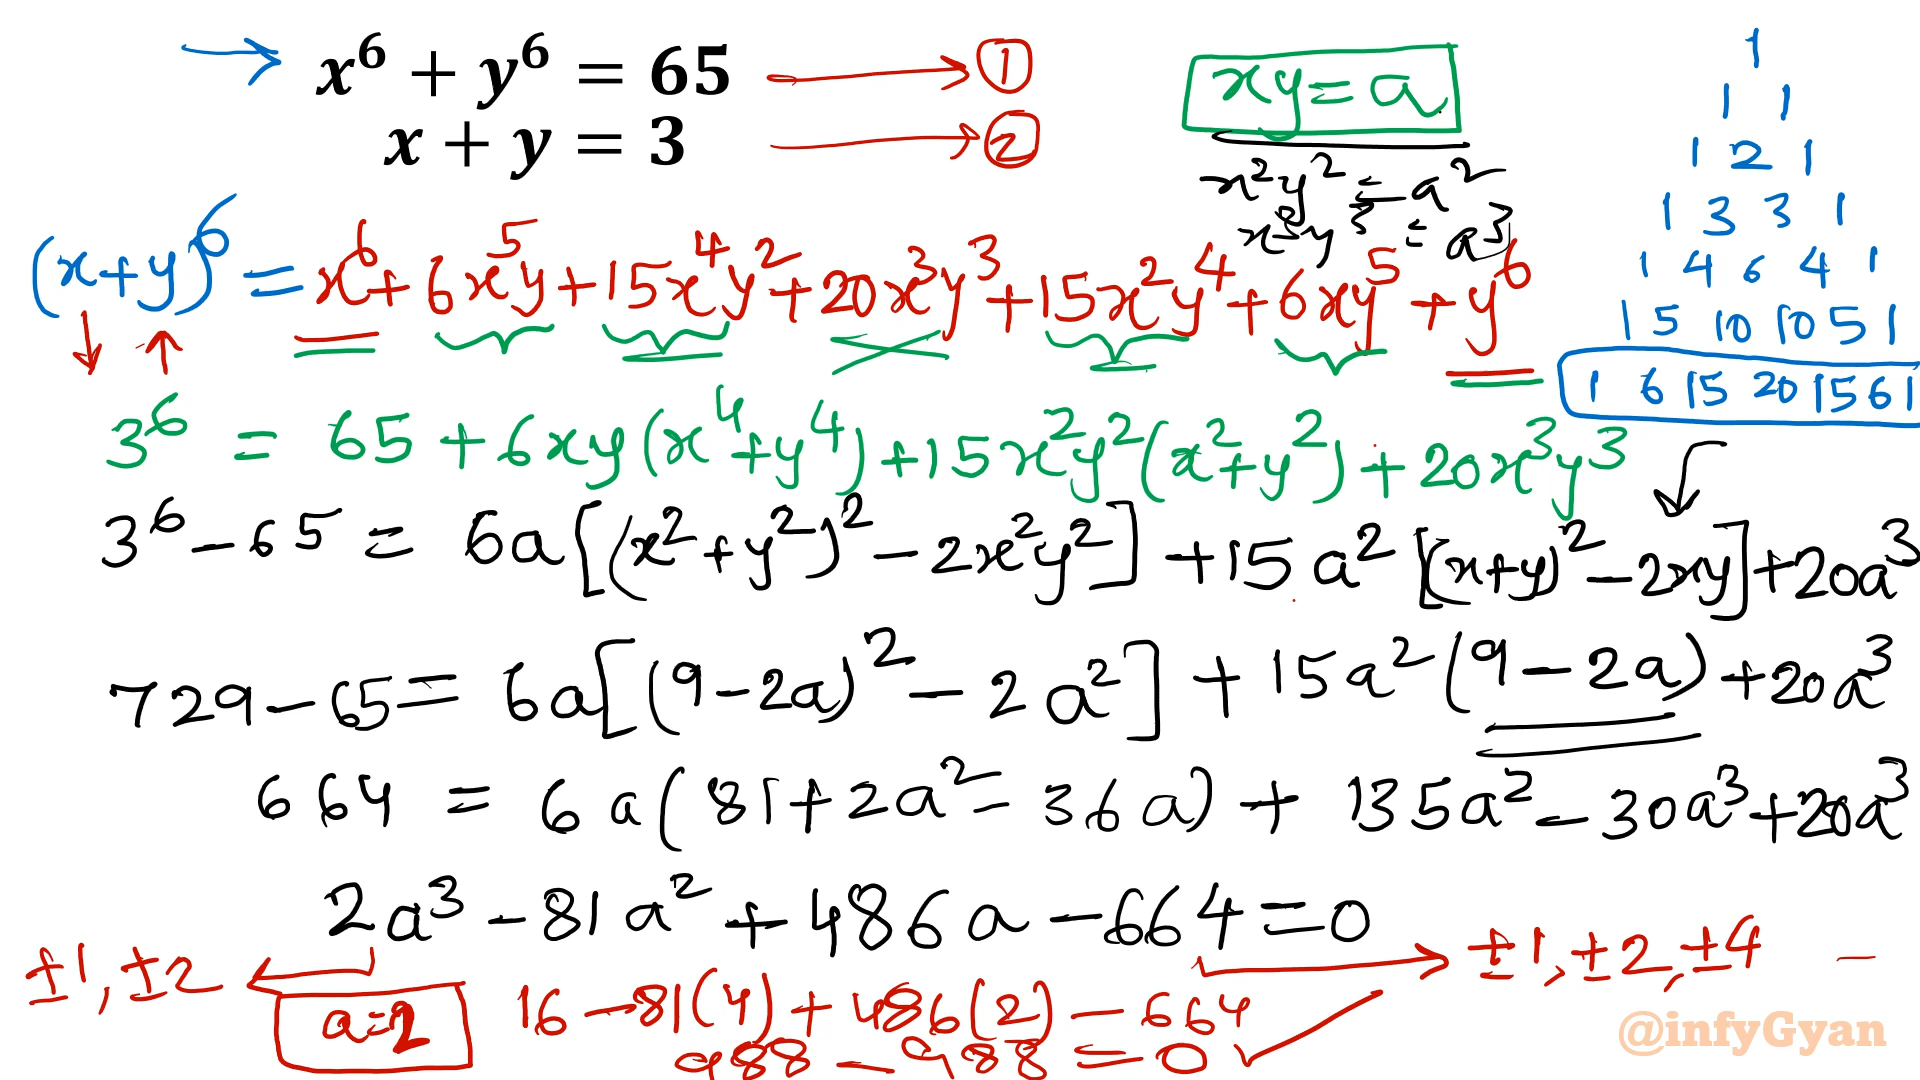 x⁶ + y⁶ = 65 → ①
x + y = 3 → ②
xy = a
x²y² = a²
x³y³ = a³
1
1 1
1 2 1
1 3 3 1
1 4 6 4 1
1 5 10 10 5 1
1 6 15 20 15 6 1
(x+y)⁶ = x⁶ + 6x⁵y + 15x⁴y² + 20x³y³ + 15x²y⁴ + 6xy⁵ + y⁶
3⁶ = 65 + 6xy(x⁴+y⁴) + 15x²y²(x²+y²) + 20x³y³
3⁶ - 65 = 6a[(x²+y²)² - 2x²y²] + 15a²[(x+y)² - 2xy] + 20a³
729 - 65 = 6a[(9-2a)² - 2a²] + 15a²(9-2a) + 20a³
664 = 6a(81 + 2a² - 36a) + 135a² - 30a³ + 20a³
2a³ - 81a² + 486a - 664 = 0
±1, ±2
±1, ±2, ±4 -
a=2
16 - 81(4) + 486(2) - 664
988 - 988 = 0 ✓
@infyGyan